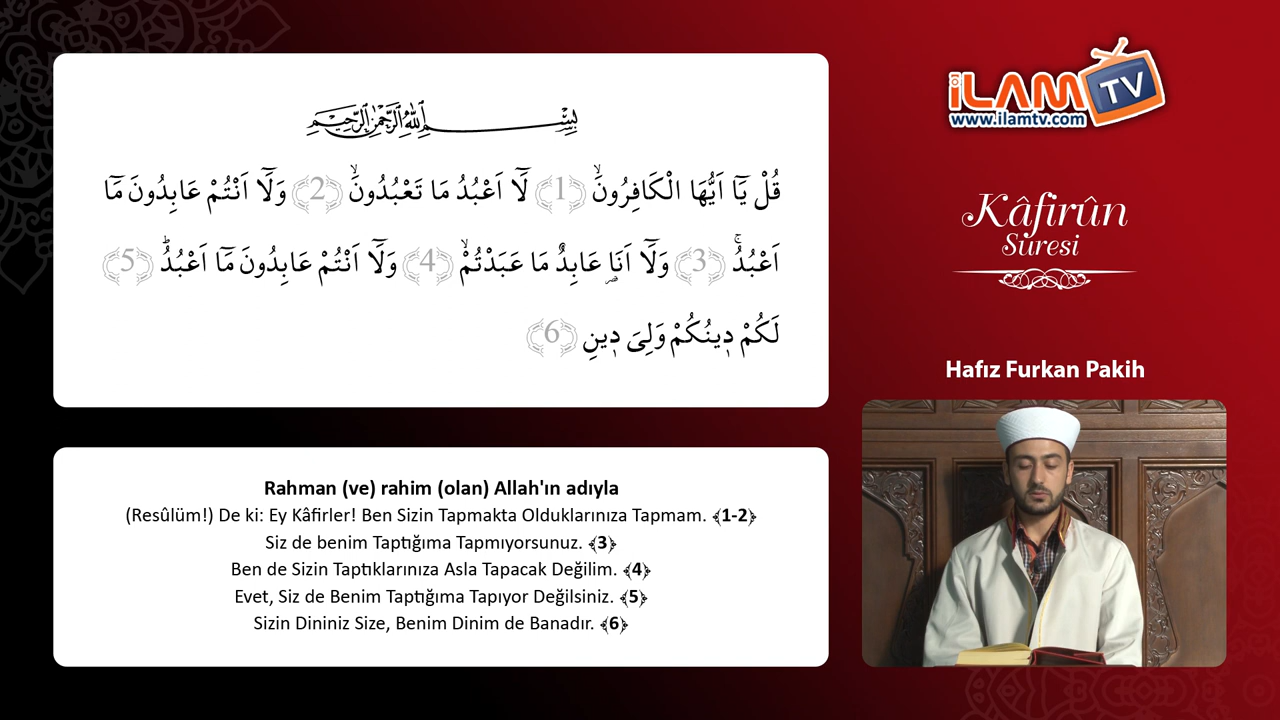 بِسْمِ اللّٰهِ الرَّحْمٰنِ الرَّحِيمِ
قُلْ يَٓا اَيُّهَا الْكَافِرُونَۙ ﴿1﴾ لَٓا اَعْبُدُ مَا تَعْبُدُونَۙ ﴿2﴾ وَلَٓا اَنْتُمْ عَابِدُونَ مَٓا
اَعْبُدُۚ ﴿3﴾ وَلَٓا اَنَا۬ عَابِدٌ مَا عَبَدْتُمْۙ ﴿4﴾ وَلَٓا اَنْتُمْ عَابِدُونَ مَٓا اَعْبُدُۜ ﴿5﴾
لَكُمْ د۪ينُكُمْ وَلِيَ د۪ينِ ﴿6﴾
Rahman (ve) rahim (olan) Allah'ın adıyla
(Resûlüm!) De ki: Ey Kâfirler! Ben Sizin Tapmakta Olduklarınıza Tapmam. ﴾1-2﴿
Siz de benim Taptığıma Tapmıyorsunuz. ﴾3﴿
Ben de Sizin Taptıklarınıza Asla Tapacak Değilim. ﴾4﴿
Evet, Siz de Benim Taptığıma Tapıyor Değilsiniz. ﴾5﴿
Sizin Dininiz Size, Benim Dinim de Banadır. ﴾6﴿
iLAM TV
www.ilamtv.com
Kâfirûn
Suresi
Hafız Furkan Pakih